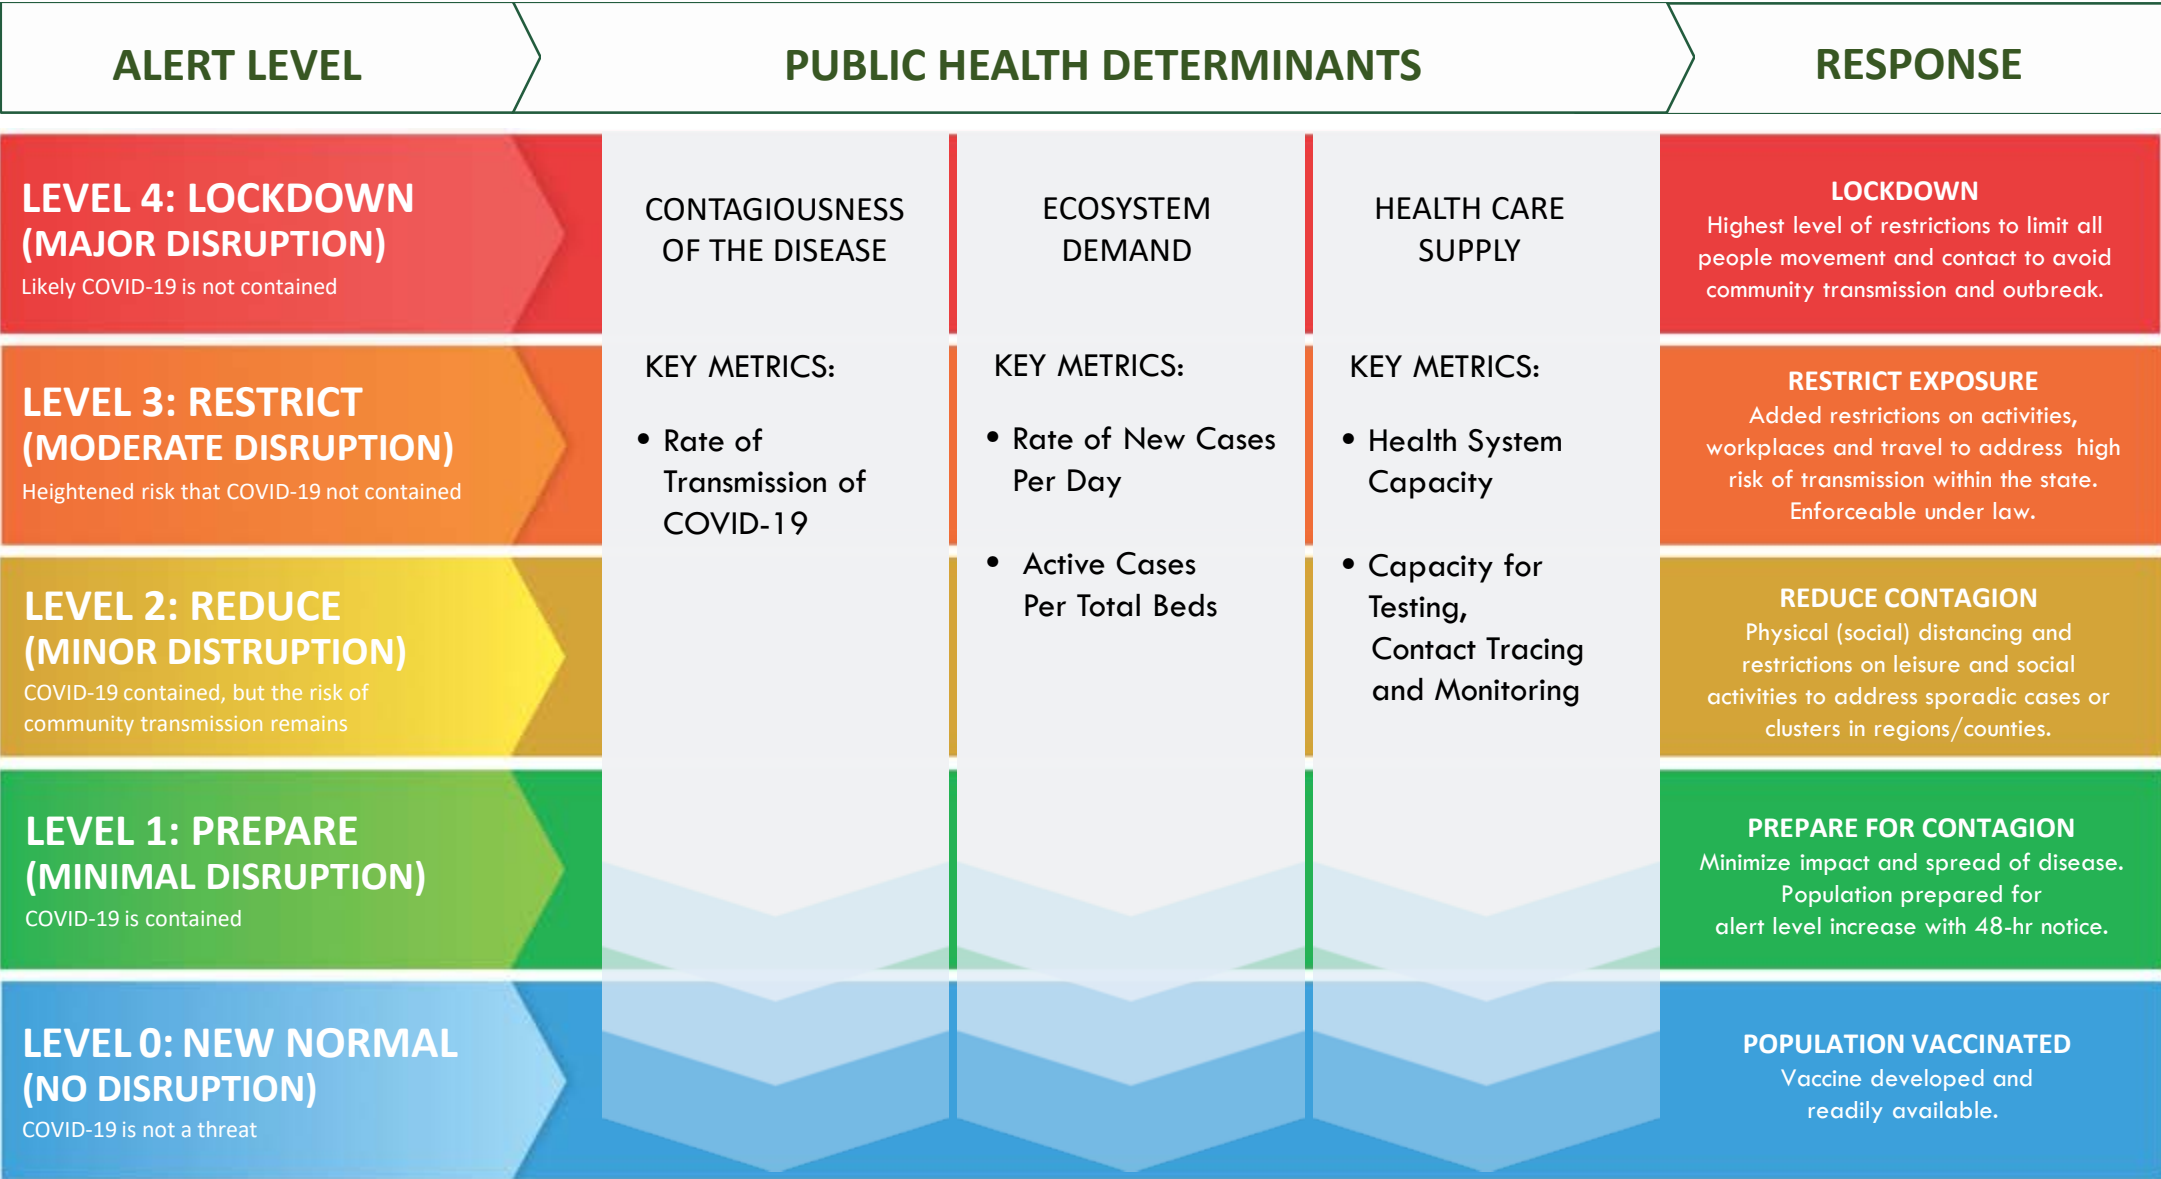 ALERT LEVEL
PUBLIC HEALTH DETERMINANTS
RESPONSE
LEVEL 4: LOCKDOWN
(MAJOR DISRUPTION)
Likely COVID-19 is not contained
LEVEL 3: RESTRICT
(MODERATE DISRUPTION)
Heightened risk that COVID-19 not contained
LEVEL 2: REDUCE
(MINOR DISTRUPTION)
COVID-19 contained, but the risk of
community transmission remains
LEVEL 1: PREPARE
(MINIMAL DISRUPTION)
COVID-19 is contained
LEVEL 0: NEW NORMAL
(NO DISRUPTION)
COVID-19 is not a threat
CONTAGIOUSNESS
OF THE DISEASE
KEY METRICS:
• Rate of
Transmission of
COVID-19
ECOSYSTEM
DEMAND
KEY METRICS:
• Rate of New Cases
Per Day
• Active Cases
Per Total Beds
HEALTH CARE
SUPPLY
KEY METRICS:
• Health System
Capacity
• Capacity for
Testing,
Contact Tracing
and Monitoring
LOCKDOWN
Highest level of restrictions to limit all
people movement and contact to avoid
community transmission and outbreak.
RESTRICT EXPOSURE
Added restrictions on activities,
workplaces and travel to address high
risk of transmission within the state.
Enforceable under law.
REDUCE CONTAGION
Physical (social) distancing and
restrictions on leisure and social
activities to address sporadic cases or
clusters in regions/counties.
PREPARE FOR CONTAGION
Minimize impact and spread of disease.
Population prepared for
alert level increase with 48-hr notice.
POPULATION VACCINATED
Vaccine developed and
readily available.